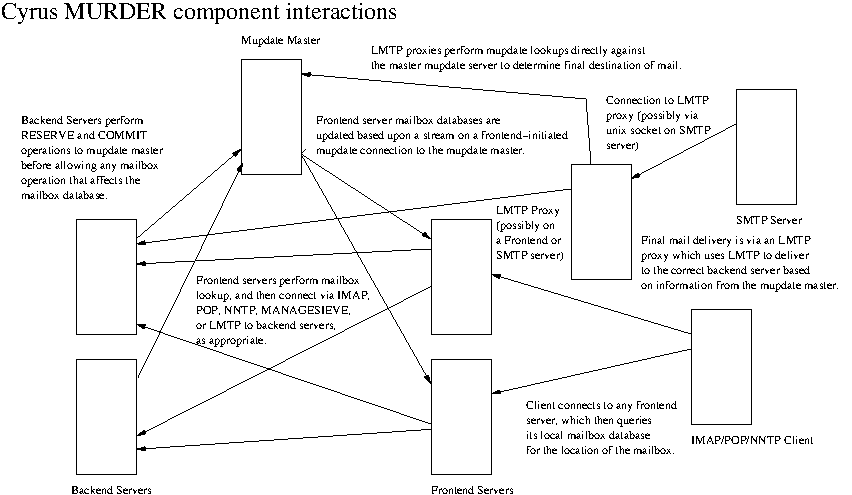 Cyrus MURDER component interactions
Mupdate Master
LMTP proxies perform mupdate lookups directly against
the master mupdate server to determine final destination of mail.
Backend Servers perform
RESERVE and COMMIT
operations to mupdate master
before allowing any mailbox
operation that affects the
mailbox database.
Frontend server mailbox databases are
updated based upon a stream on a frontend-initiated
mupdate connection to the mupdate master.
Connection to LMTP
proxy (possibly via
unix socket on SMTP
server)
SMTP Server
LMTP Proxy
(possibly on
a Frontend or
SMTP server)
Final mail delivery is via an LMTP
proxy which uses LMTP to deliver
to the correct backend server based
on information from the mupdate master.
Frontend servers perform mailbox
lookup, and then connect via IMAP,
POP, NNTP, MANAGESIEVE,
or LMTP to backend servers,
as appropriate.
Client connects to any frontend
server, which then queries
its local mailbox database
for the location of the mailbox.
IMAP/POP/NNTP Client
Backend Servers
Frontend Servers